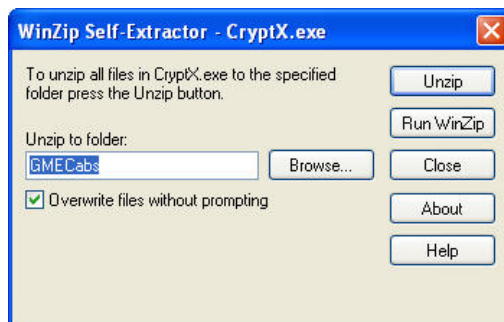 WinZip Self-Extractor - CryptX.exe
To unzip all files in CryptX.exe to the specified
folder press the Unzip button.
Unzip to folder:
GMECabs
Browse...
Overwrite files without prompting
Unzip
Run WinZip
Close
About
Help